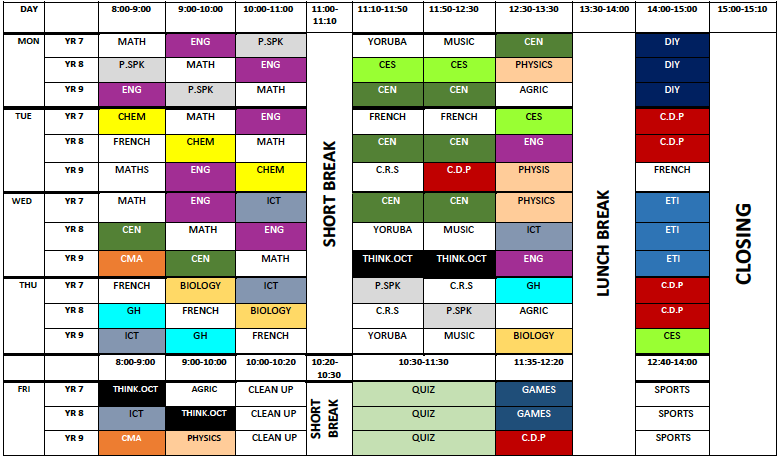 DAY 8:00-9:00 9:00-10:00 10:00-11:00 11:00-11:10 11:10-11:50 11:50-12:30 12:30-13:30 13:30-14:00 14:00-15:00 15:00-15:10
MON YR 7 MATH ENG P.SPK YORUBA MUSIC CEN DIY
YR 8 P.SPK MATH ENG CES CES PHYSICS DIY
YR 9 ENG P.SPK MATH CEN CEN AGRIC DIY
TUE YR 7 CHEM MATH ENG FRENCH FRENCH CES C.D.P
YR 8 FRENCH CHEM MATH CEN CEN ENG C.D.P
YR 9 MATHS ENG CHEM C.R.S C.D.P PHYSIS FRENCH
WED YR 7 MATH ENG ICT CEN CEN PHYSICS ETI
YR 8 CEN MATH ENG YORUBA MUSIC ICT ETI
YR 9 CMA CEN MATH THINK.OCT THINK.OCT ENG ETI
THU YR 7 FRENCH BIOLOGY ICT P.SPK C.R.S GH C.D.P
YR 8 GH FRENCH BIOLOGY C.R.S P.SPK AGRIC C.D.P
YR 9 ICT GH FRENCH YORUBA MUSIC BIOLOGY CES
SHORT BREAK
LUNCH BREAK
CLOSING
8:00-9:00 9:00-10:00 10:00-10:20 10:20-10:30 10:30-11:30 11:35-12:20 12:40-14:00
FRI YR 7 THINK.OCT AGRIC CLEAN UP QUIZ GAMES SPORTS
YR 8 ICT THINK.OCT CLEAN UP QUIZ GAMES SPORTS
YR 9 CMA PHYSICS CLEAN UP QUIZ C.D.P SPORTS
SHORT
BREAK